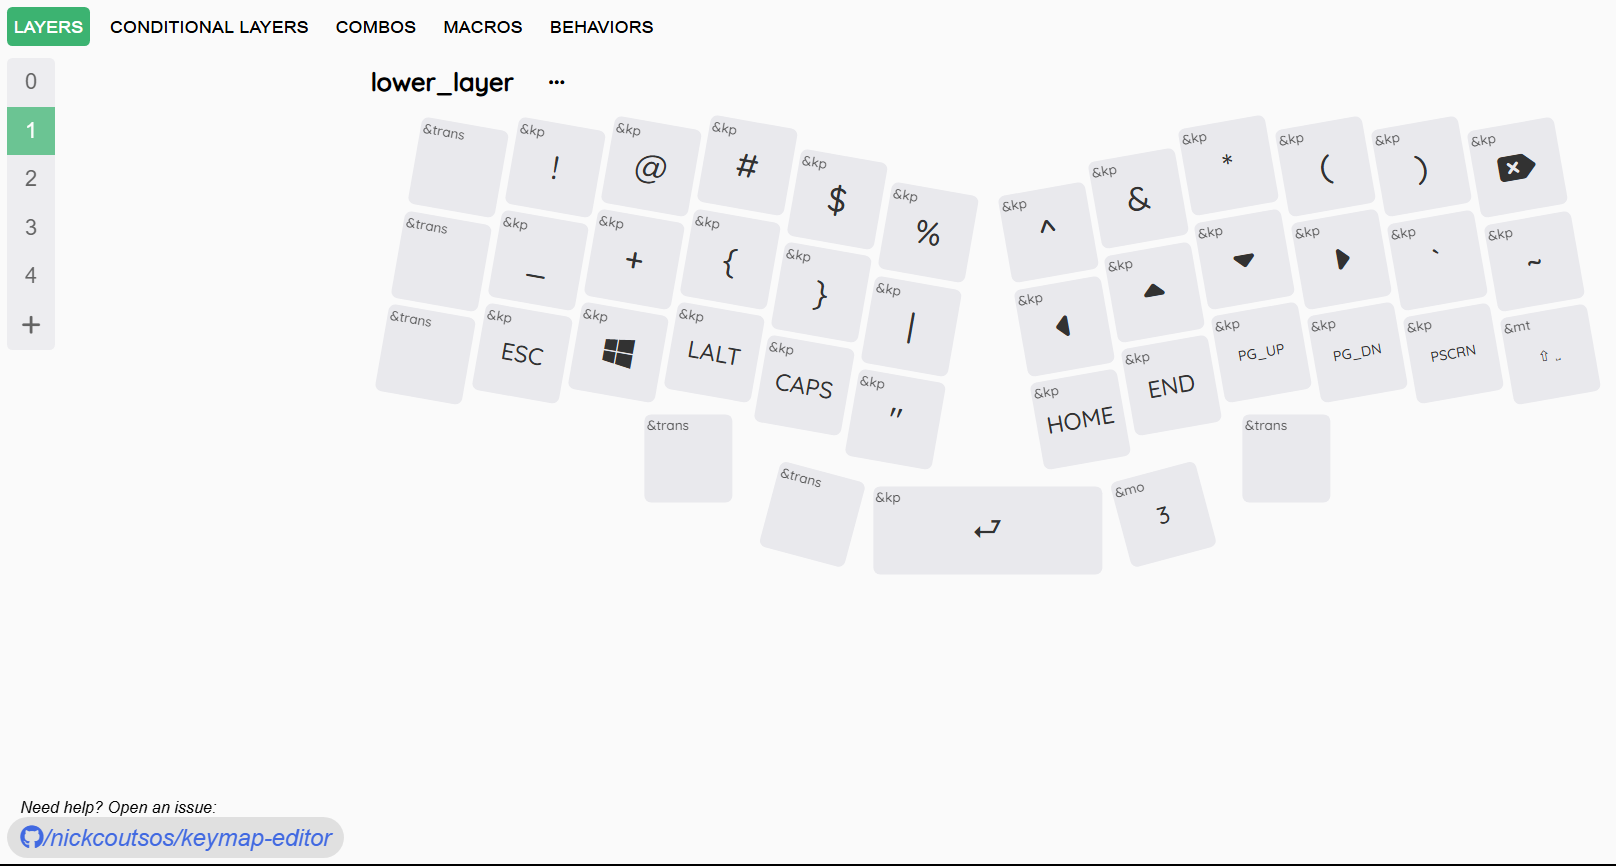 LAYERS CONDITIONAL LAYERS COMBOS MACROS BEHAVIORS
0
1
2
3
4
+
lower_layer ...
&trans &kp ! &kp @ &kp # &kp $ &kp %
&kp ^ &kp & &kp * &kp ( &kp ) &kp
&trans &kp _ &kp + &kp { &kp } &kp |
&kp &kp &kp &kp &kp ` &kp ~
&trans &kp ESC &kp &kp LALT &kp CAPS &kp "
&kp HOME &kp END &kp PG_UP &kp PG_DN &kp PSCRN &mt ⇧
&trans &trans &kp &mo 3 &trans
Need help? Open an issue:
/nickcoutsos/keymap-editor